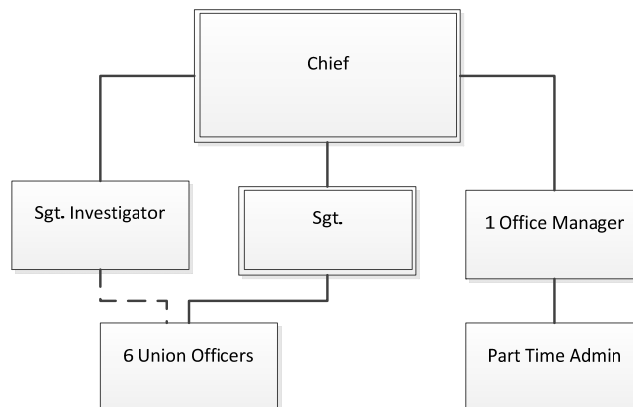 Chief
Sgt. Investigator
Sgt.
1 Office Manager
6 Union Officers
Part Time Admin